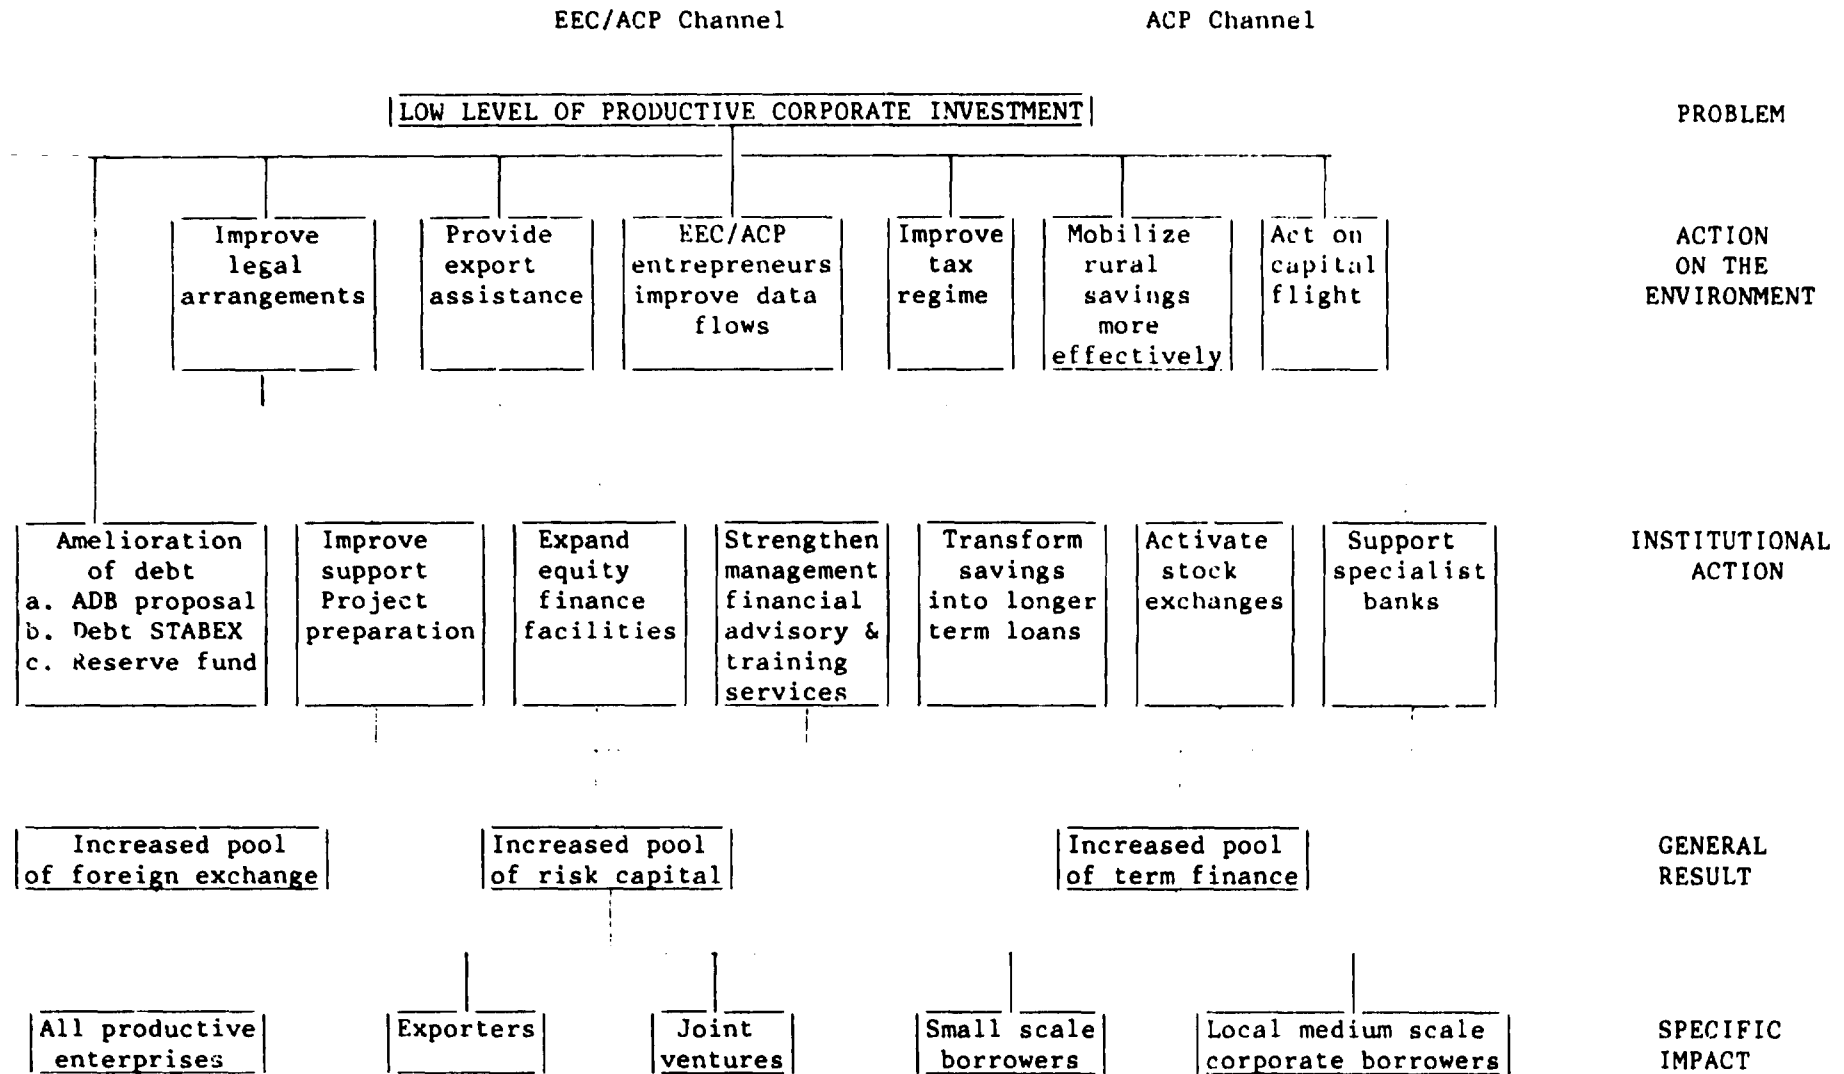 EEC/ACP Channel
ACP Channel
LOW LEVEL OF PRODUCTIVE CORPORATE INVESTMENT
PROBLEM
Improve
legal
arrangements
Provide
export
assistance
EEC/ACP
entrepreneurs
improve data
flows
Improve
tax
regime
Mobilize
rural
savings
more
effectively
Act on
capital
flight
ACTION
ON THE
ENVIRONMENT
Amelioration
of debt
a. ADB proposal
b. Debt STABEX
c. Reserve fund
Improve
support
Project
preparation
Expand
equity
finance
facilities
Strengthen
management
financial
advisory &
training
services
Transform
savings
into longer
term loans
Activate
stock
exchanges
Support
specialist
banks
INSTITUTIONAL
ACTION
Increased pool
of foreign exchange
Increased pool
of risk capital
Increased pool
of term finance
GENERAL
RESULT
All productive
enterprises
Exporters
Joint
ventures
Small scale
borrowers
Local medium scale
corporate borrowers
SPECIFIC
IMPACT